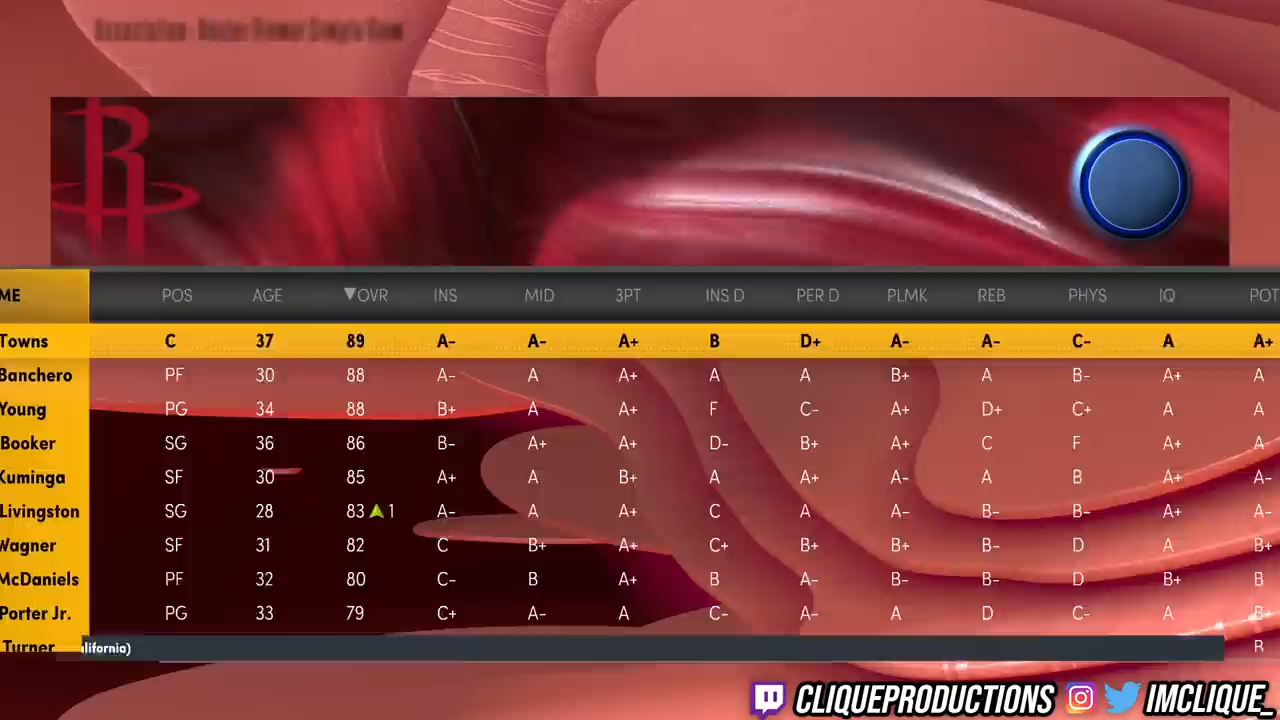 ME POS AGE ▼OVR INS MID 3PT INS D PER D PLMK REB PHYS IQ POT
Towns C 37 89 A- A- A+ B D+ A- A- C- A A+
Banchero PF 30 88 A- A A+ A A B+ A B- A+ A
Young PG 34 88 B+ A A+ F C- A+ D+ C+ A A
Booker SG 36 86 B- A+ A+ D- B+ A+ C F A+ A-
Kuminga SF 30 85 A+ A B+ A A+ A- A B A+ A-
Livingston SG 28 83 ▲1 A- A A+ C A A- B- B- A+ A-
Wagner SF 31 82 C B+ A+ C+ B+ B+ B- D A B+
McDaniels PF 32 80 C- B A+ B A- B- B- D B+ B
Porter Jr. PG 33 79 C+ A- A C- A- A D C- A B+
Turner
lifornia)
CLIQUEPRODUCTIONS IMCLIQUE_